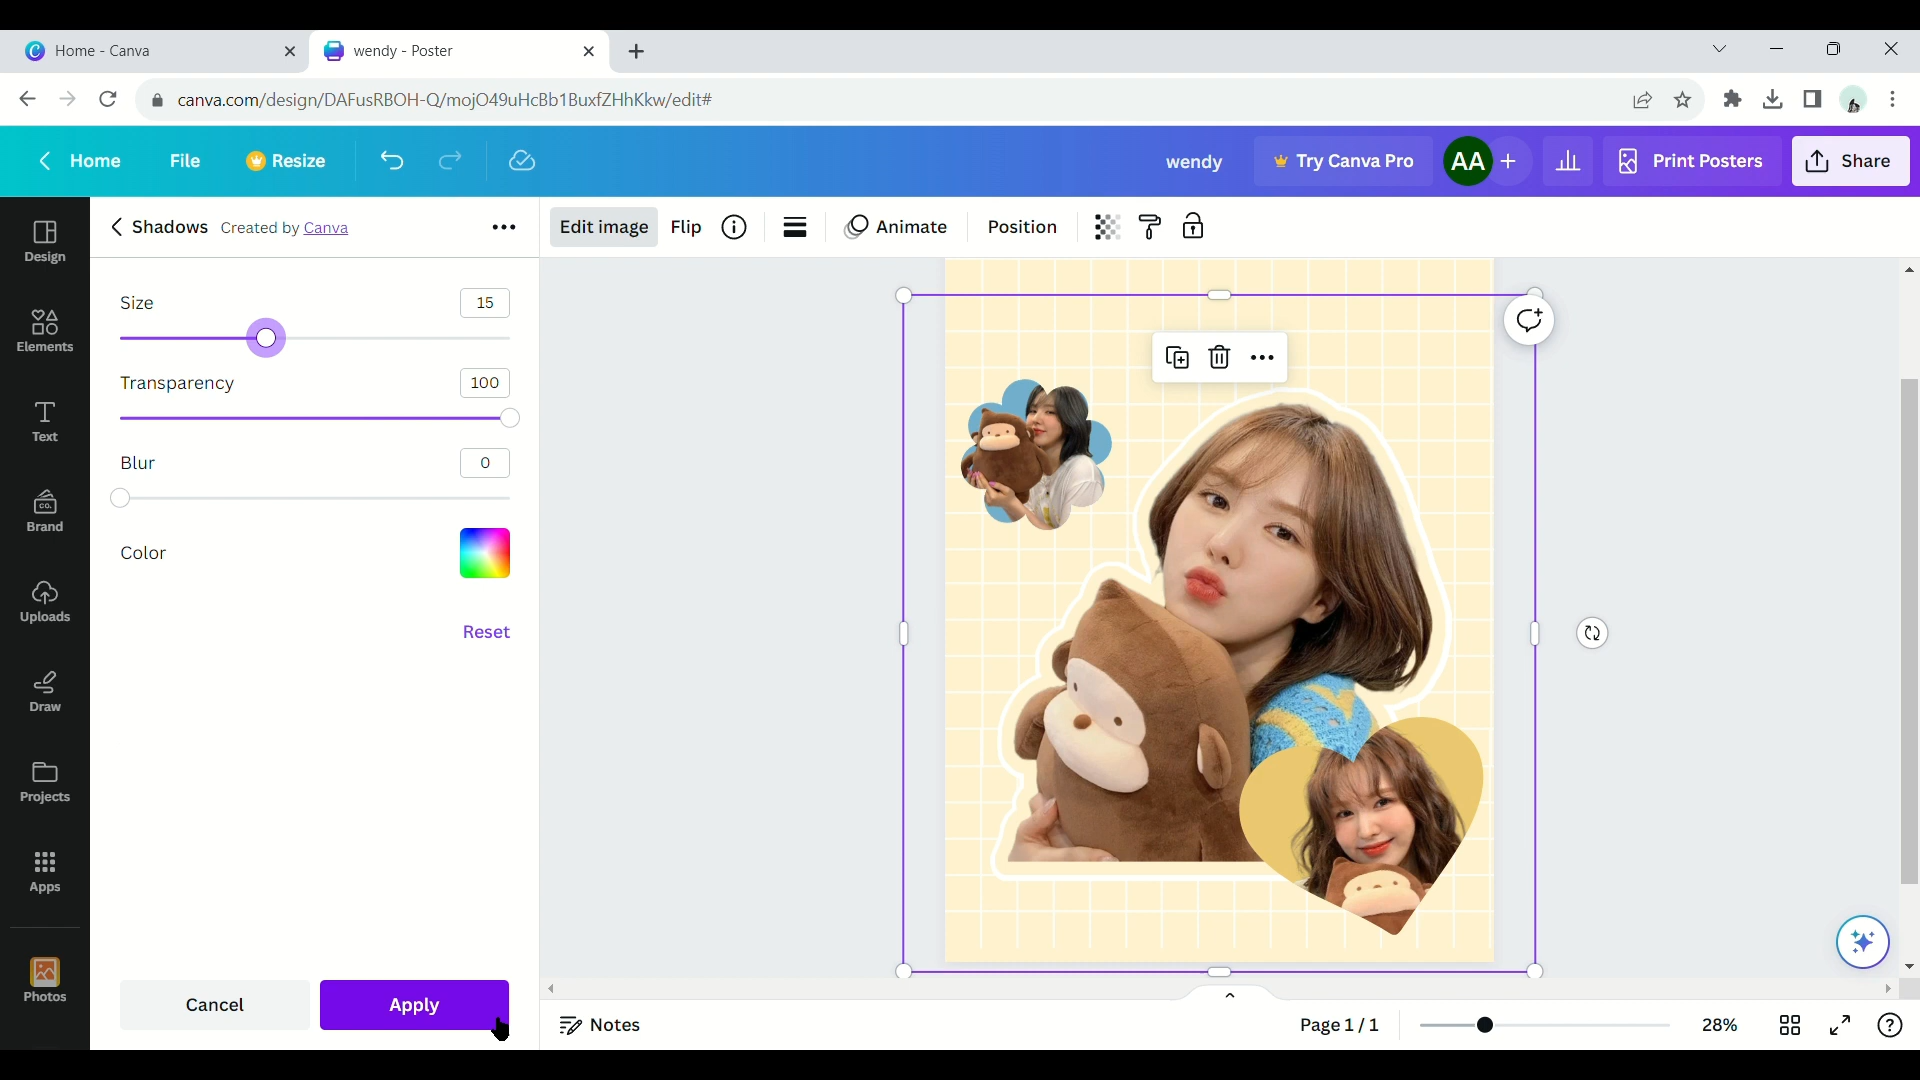 Home - Canva
wendy - Poster
canva.com/design/DAFusRBOH-Q/mojO49uHcBb1BuxfZHhKkw/edit#
Home File Resize wendy Try Canva Pro AA Print Posters Share
Shadows Created by Canva
Edit image Flip Animate Position
Design
Elements
Text
CO.
Brand
Uploads
Draw
Projects
Apps
Photos
Size 15
Transparency 100
Blur 0
Color
Reset
Cancel Apply
Notes Page 1 / 1 28%